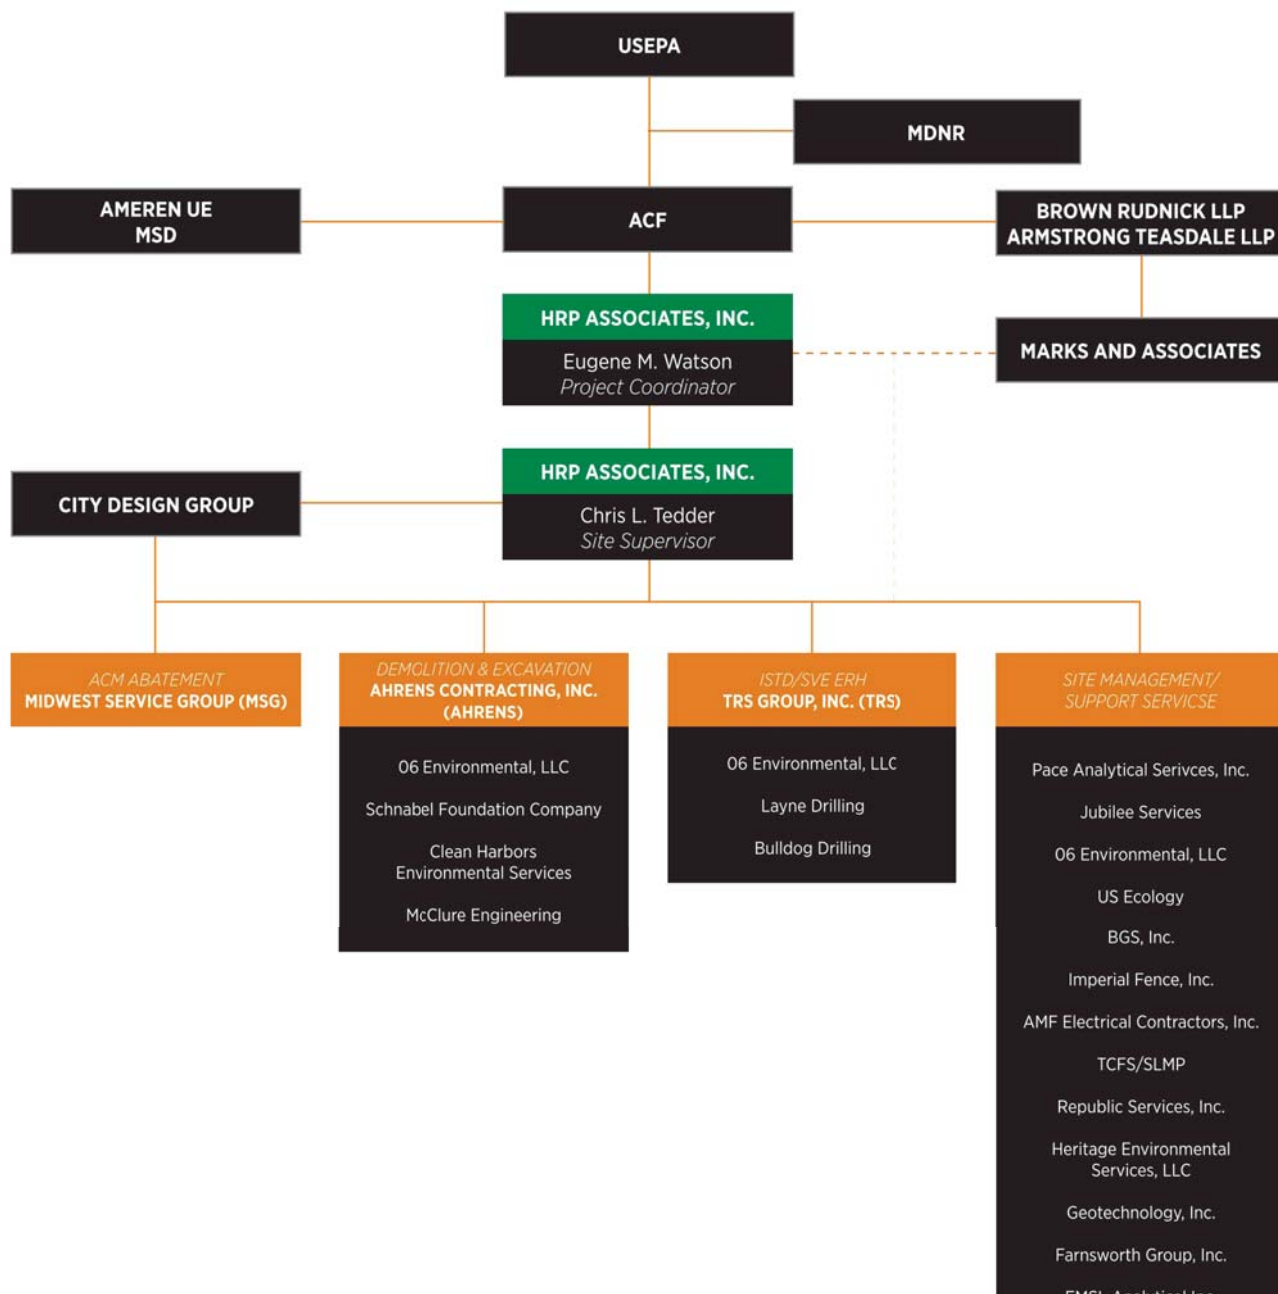 USEPA
MDNR
AMEREN UE
MSD
ACF
BROWN RUDNICK LLP
ARMSTRONG TEASDALE LLP
HRP ASSOCIATES, INC.
Eugene M. Watson
Project Coordinator
MARKS AND ASSOCIATES
HRP ASSOCIATES, INC.
Chris L. Tedder
Site Supervisor
CITY DESIGN GROUP
ACM ABATEMENT
MIDWEST SERVICE GROUP (MSG)
DEMOLITION & EXCAVATION
AHRENS CONTRACTING, INC.
(AHRENS)
06 Environmental, LLC
Schnabel Foundation Company
Clean Harbors
Environmental Services
McClure Engineering
ISTD/SVE ERH
TRS GROUP, INC. (TRS)
06 Environmental, LLC
Layne Drilling
Bulldog Drilling
SITE MANAGEMENT/
SUPPORT SERVICSE
Pace Analytical Serivces, Inc.
Jubilee Services
06 Environmental, LLC
US Ecology
BGS, Inc.
Imperial Fence, Inc.
AMF Electrical Contractors, Inc.
TCFS/SLMP
Republic Services, Inc.
Heritage Environmental
Services, LLC
Geotechnology, Inc.
Farnsworth Group, Inc.